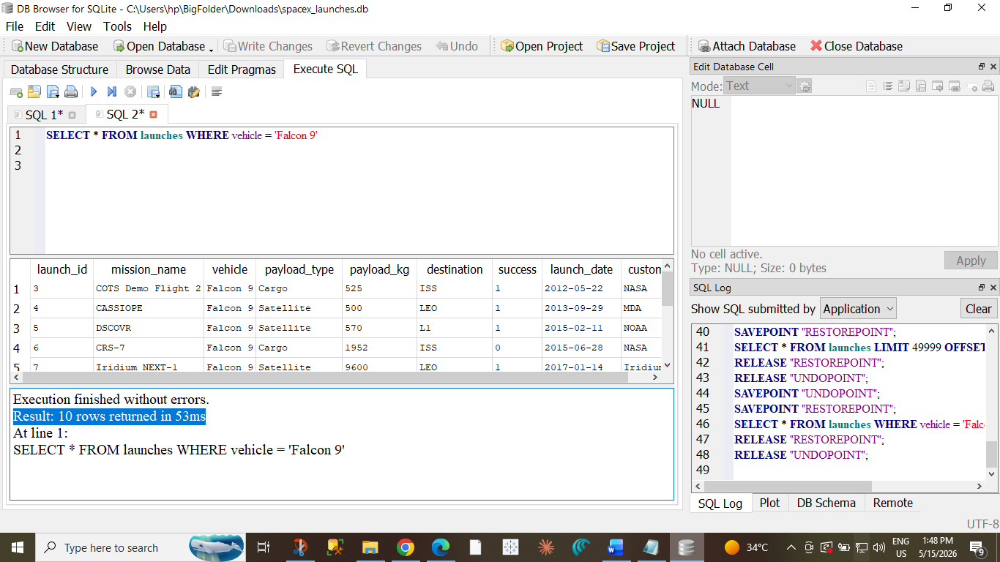 DB Browser for SQLite - C:\Users\hp\BigFolder\Downloads\spacex_launches.db
File Edit View Tools Help
New Database Open Database Write Changes Revert Changes Undo Open Project Save Project Attach Database Close Database
Database Structure Browse Data Edit Pragmas Execute SQL
SQL 1* SQL 2*
1 SELECT * FROM launches WHERE vehicle = 'Falcon 9'
2
3
launch_id mission_name vehicle payload_type payload_kg destination success launch_date custom
1 3 COTS Demo Flight 2 Falcon 9 Cargo 525 ISS 1 2012-05-22 NASA
2 4 CASSIOPE Falcon 9 Satellite 500 LEO 1 2013-09-29 MDA
3 5 DSCOVR Falcon 9 Satellite 570 L1 1 2015-02-11 NOAA
4 6 CRS-7 Falcon 9 Cargo 1952 ISS 0 2015-06-28 NASA
5 7 Iridium NEXT-1 Falcon 9 Satellite 9600 LEO 1 2017-01-14 Iridium
Execution finished without errors.
Result: 10 rows returned in 53ms
At line 1:
SELECT * FROM launches WHERE vehicle = 'Falcon 9'
Edit Database Cell
Mode: Text
NULL
No cell active.
Type: NULL; Size: 0 bytes
Apply
SQL Log
Show SQL submitted by Application Clear
40 SAVEPOINT "RESTOREPOINT";
41 SELECT * FROM launches LIMIT 49999 OFFSET
42 RELEASE "RESTOREPOINT";
43 RELEASE "UNDOPOINT";
44 SAVEPOINT "UNDOPOINT";
45 SAVEPOINT "RESTOREPOINT";
46 SELECT * FROM launches WHERE vehicle = 'Falc
47 RELEASE "RESTOREPOINT";
48 RELEASE "UNDOPOINT";
49
SQL Log Plot DB Schema Remote
UTF-8
Type here to search
34°C
ENG
US
1:48 PM
5/15/2026
9